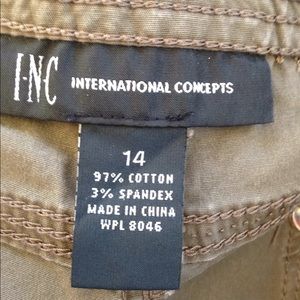 I·N·C INTERNATIONAL CONCEPTS
14
97% COTTON
3% SPANDEX
MADE IN CHINA
WPL 8046